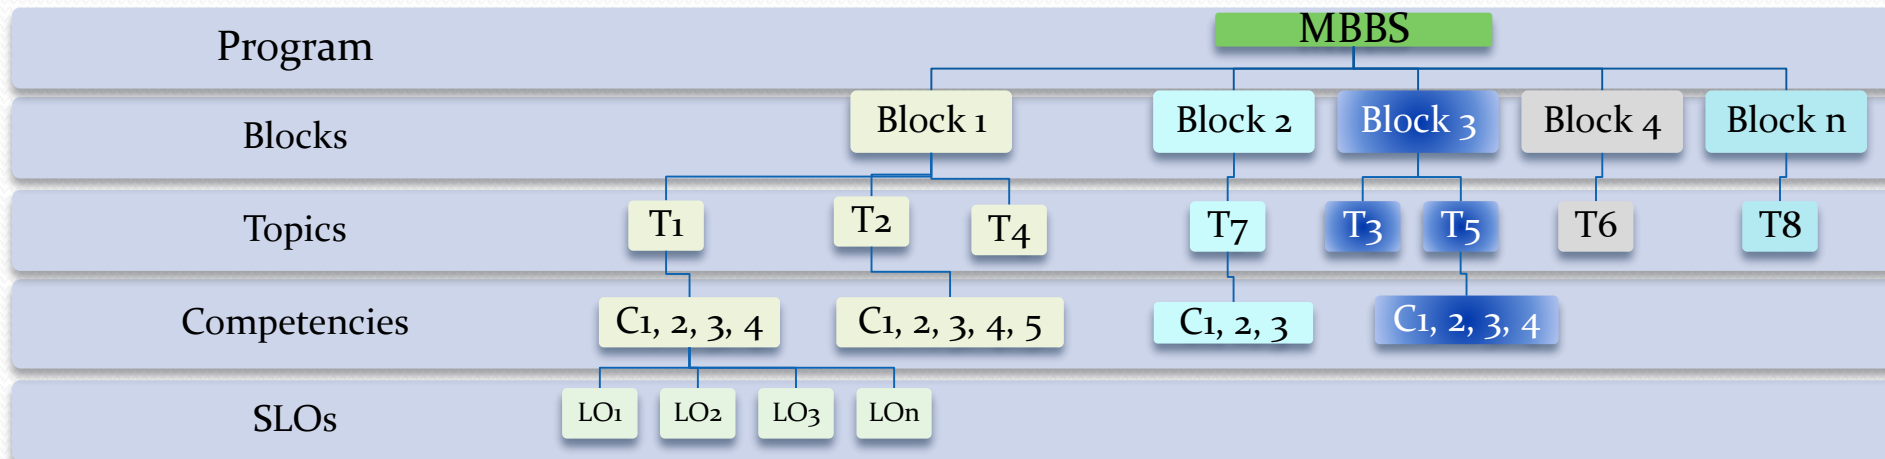 Program
MBBS
Blocks
Block 1
Block 2
Block 3
Block 4
Block n
Topics
T1
T2
T4
T7
T3
T5
T6
T8
Competencies
C1, 2, 3, 4
C1, 2, 3, 4, 5
C1, 2, 3
C1, 2, 3, 4
SLOs
LO1
LO2
LO3
LOn